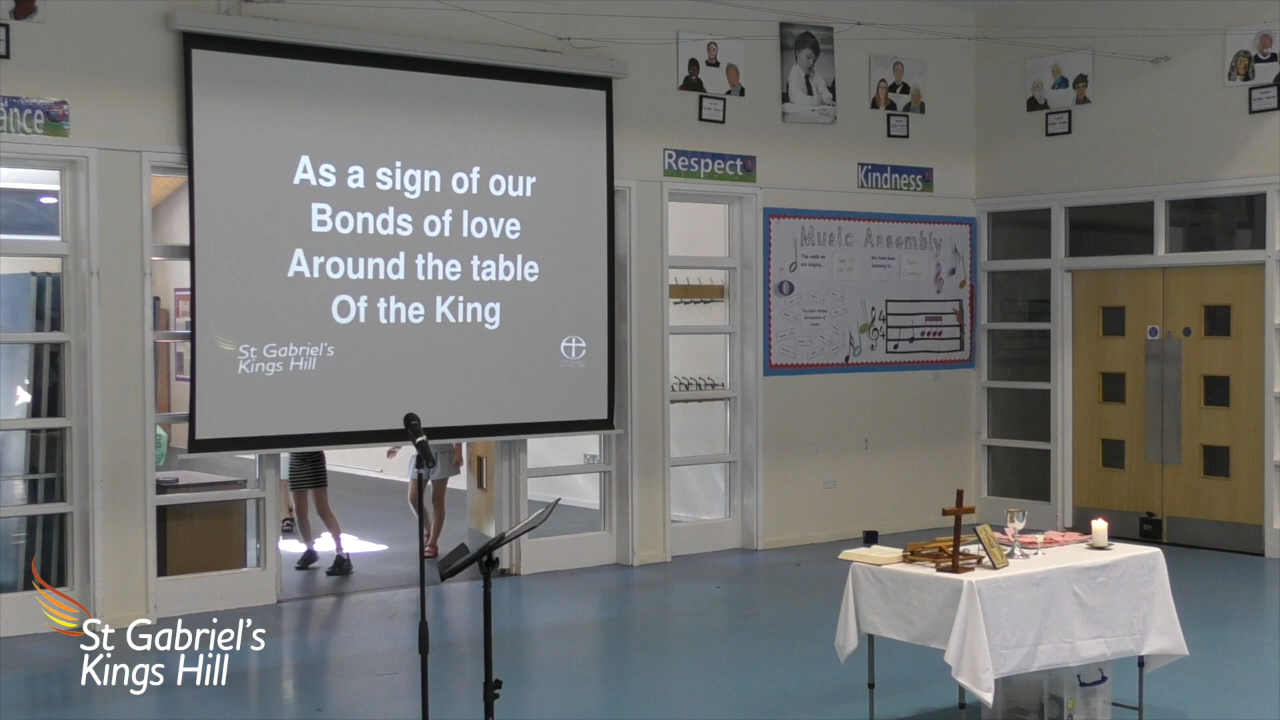 ance
As a sign of our
Bonds of love
Around the table
Of the King
St Gabriel's
Kings Hill
Respect
Kindness
Music Assembly
St Gabriel's
Kings Hill